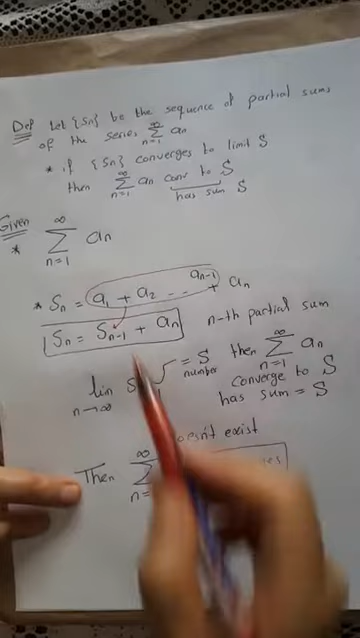 Def Let {Sn} be the sequence of partial sums
of the series ∞ Σ n=1 an
* if {Sn} converges to limit S
then ∞ Σ n=1 an conv to S
has sum S
Given
* ∞ Σ n=1 an
* Sn = a1 + a2 ... an-1 + an
Sn = Sn-1 + an n-th partial sum
lim n→∞ S = S number then ∞ Σ n=1 an
converge to S
has sum = S
doesn't exist
Then ∞ Σ n=